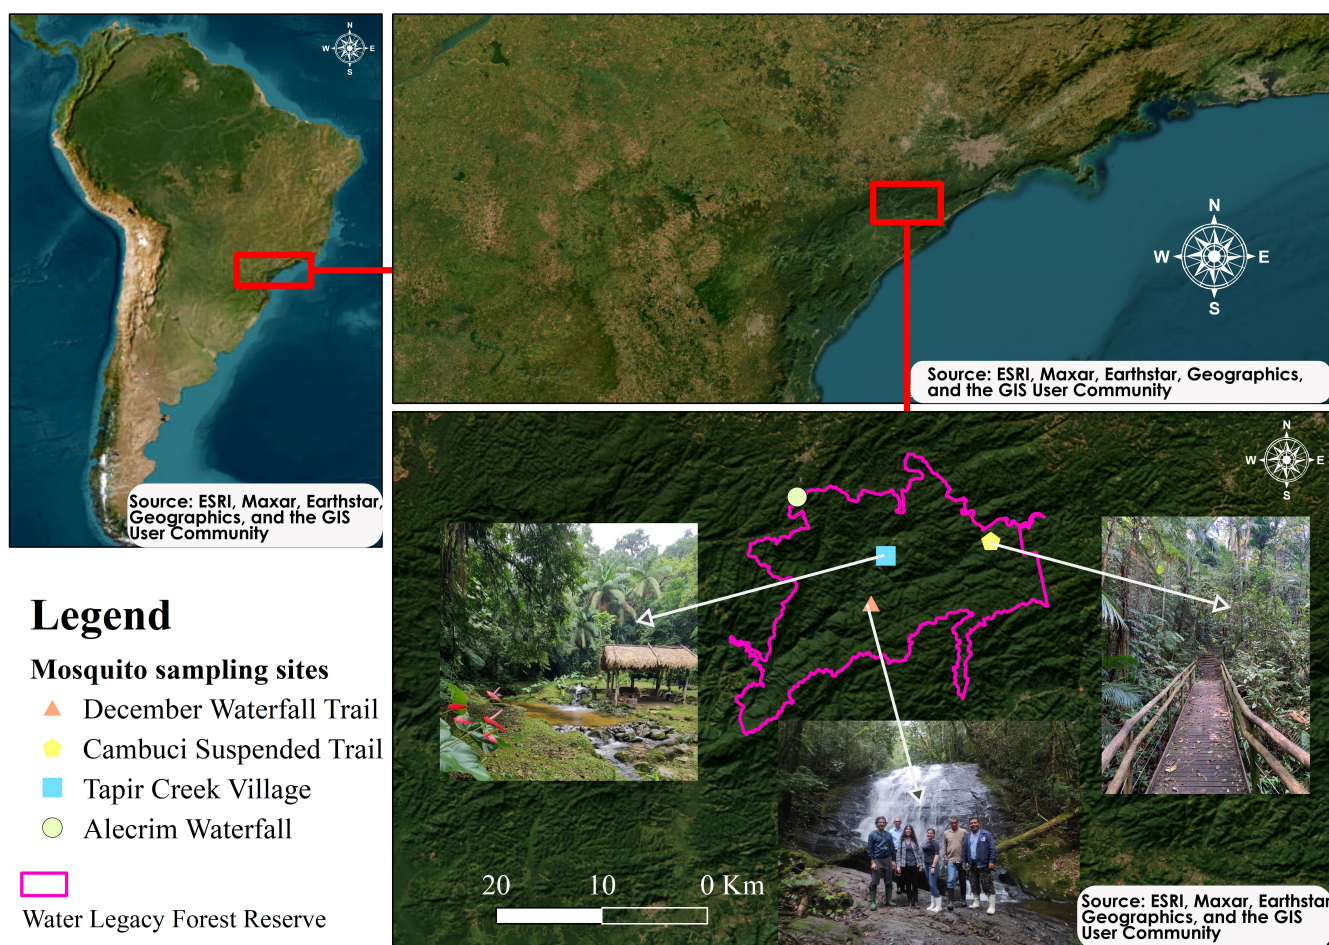 N
W E
S
Source: ESRI, Maxar, Earthstar,
Geographics, and the GIS
User Community
N
W E
S
Source: ESRI, Maxar, Earthstar, Geographics,
and the GIS User Community
N
W E
S
Source: ESRI, Maxar, Earthstar
Geographics, and the GIS
User Community
20 10 0 Km
Legend
Mosquito sampling sites
December Waterfall Trail
Cambuci Suspended Trail
Tapir Creek Village
Alecrim Waterfall
Water Legacy Forest Reserve